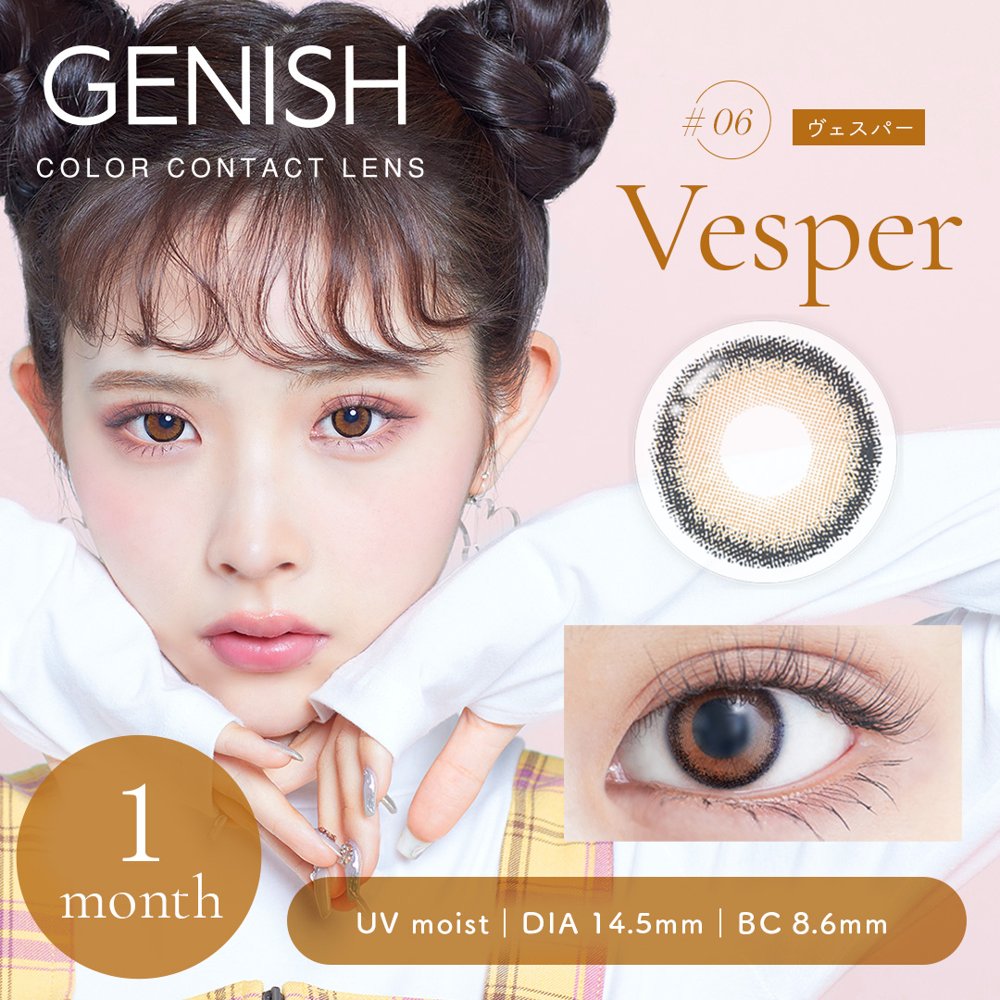 GENISH
COLOR CONTACT LENS
#06
ヴェスパー
Vesper
1
month
UV moist｜DIA 14.5mm｜BC 8.6mm